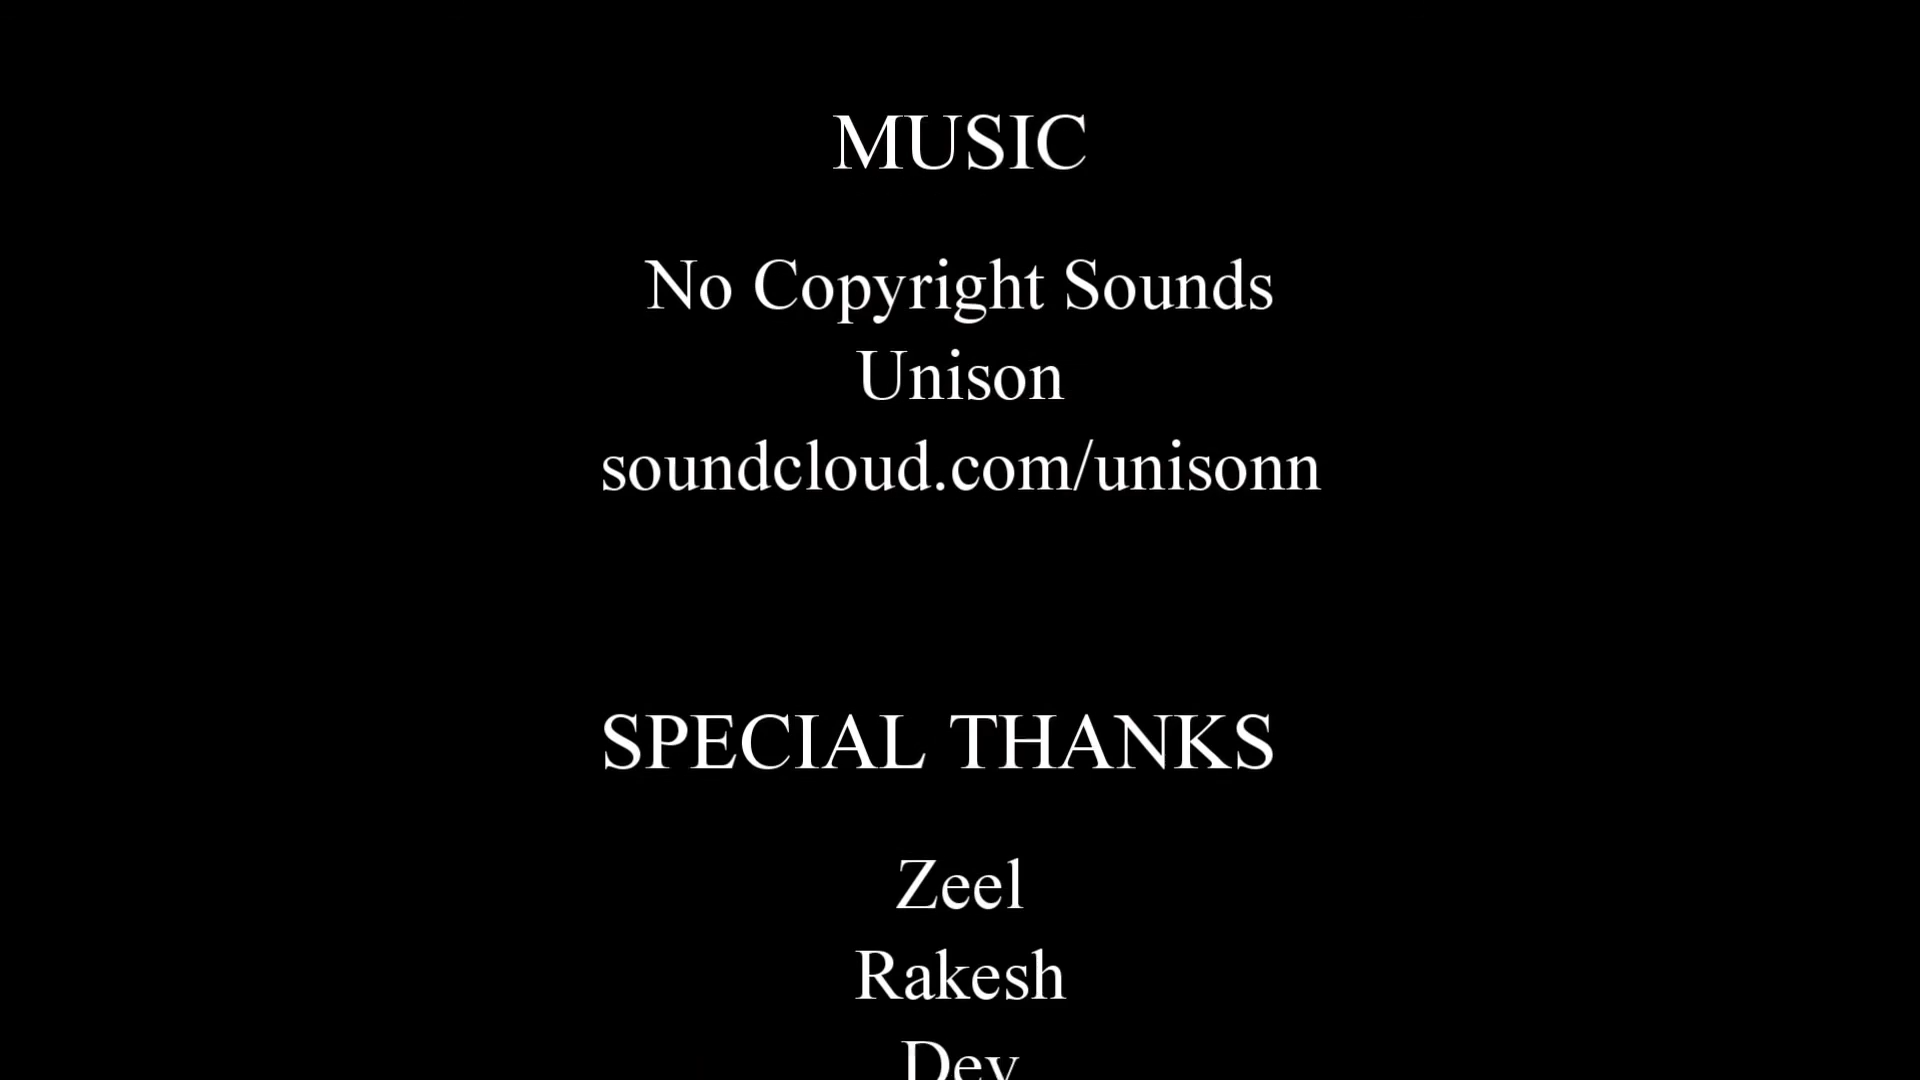 MUSIC
No Copyright Sounds
Unison
soundcloud.com/unisonn
SPECIAL THANKS
Zeel
Rakesh
Dev